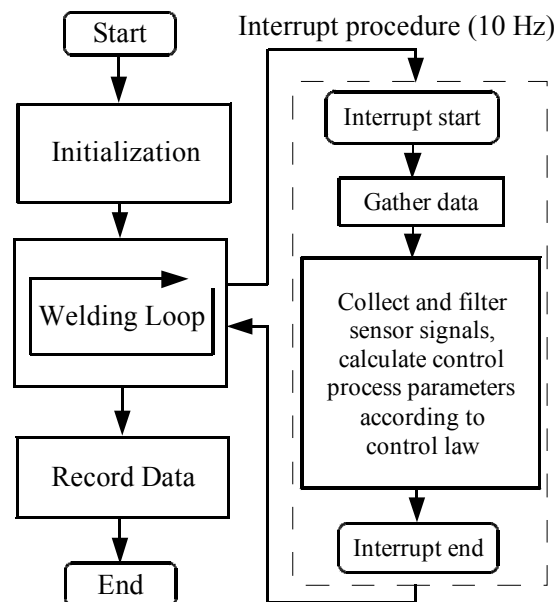 Start
Initialization
Welding Loop
Record Data
End
Interrupt procedure (10 Hz)
Interrupt start
Gather data
Collect and filter
sensor signals,
calculate control
process parameters
according to
control law
Interrupt end